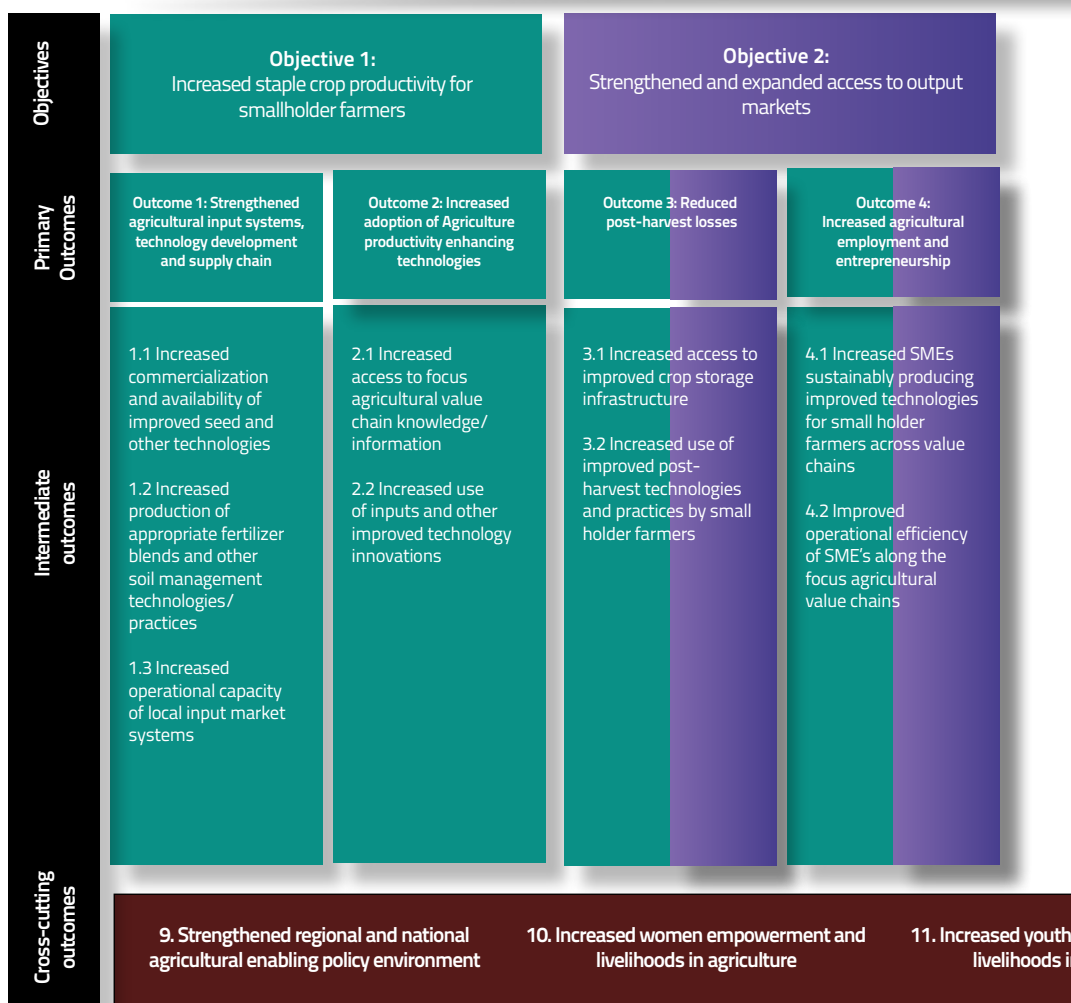 Objectives
Objective 1:
Increased staple crop productivity for
smallholder farmers
Objective 2:
Strengthened and expanded access to output
markets
Primary
Outcomes
Outcome 1: Strengthened
agricultural input systems,
technology development
and supply chain
Outcome 2: Increased
adoption of Agriculture
productivity enhancing
technologies
Outcome 3: Reduced
post-harvest losses
Outcome 4:
Increased agricultural
employment and
entrepreneurship
Intermediate
outcomes
1.1 Increased
commercialization
and availability of
improved seed and
other technologies
1.2 Increased
production of
appropriate fertilizer
blends and other
soil management
technologies/
practices
1.3 Increased
operational capacity
of local input market
systems
2.1 Increased
access to focus
agricultural value
chain knowledge/
information
2.2 Increased use
of inputs and other
improved technology
innovations
3.1 Increased access to
improved crop storage
infrastructure
3.2 Increased use of
improved post-
harvest technologies
and practices by small
holder farmers
4.1 Increased SMEs
sustainably producing
improved technologies
for small holder
farmers across value
chains
4.2 Improved
operational efficiency
of SME's along the
focus agricultural
value chains
Cross-cutting
outcomes
9. Strengthened regional and national
agricultural enabling policy environment
10. Increased women empowerment and
livelihoods in agriculture
11. Increased youth
livelihoods i